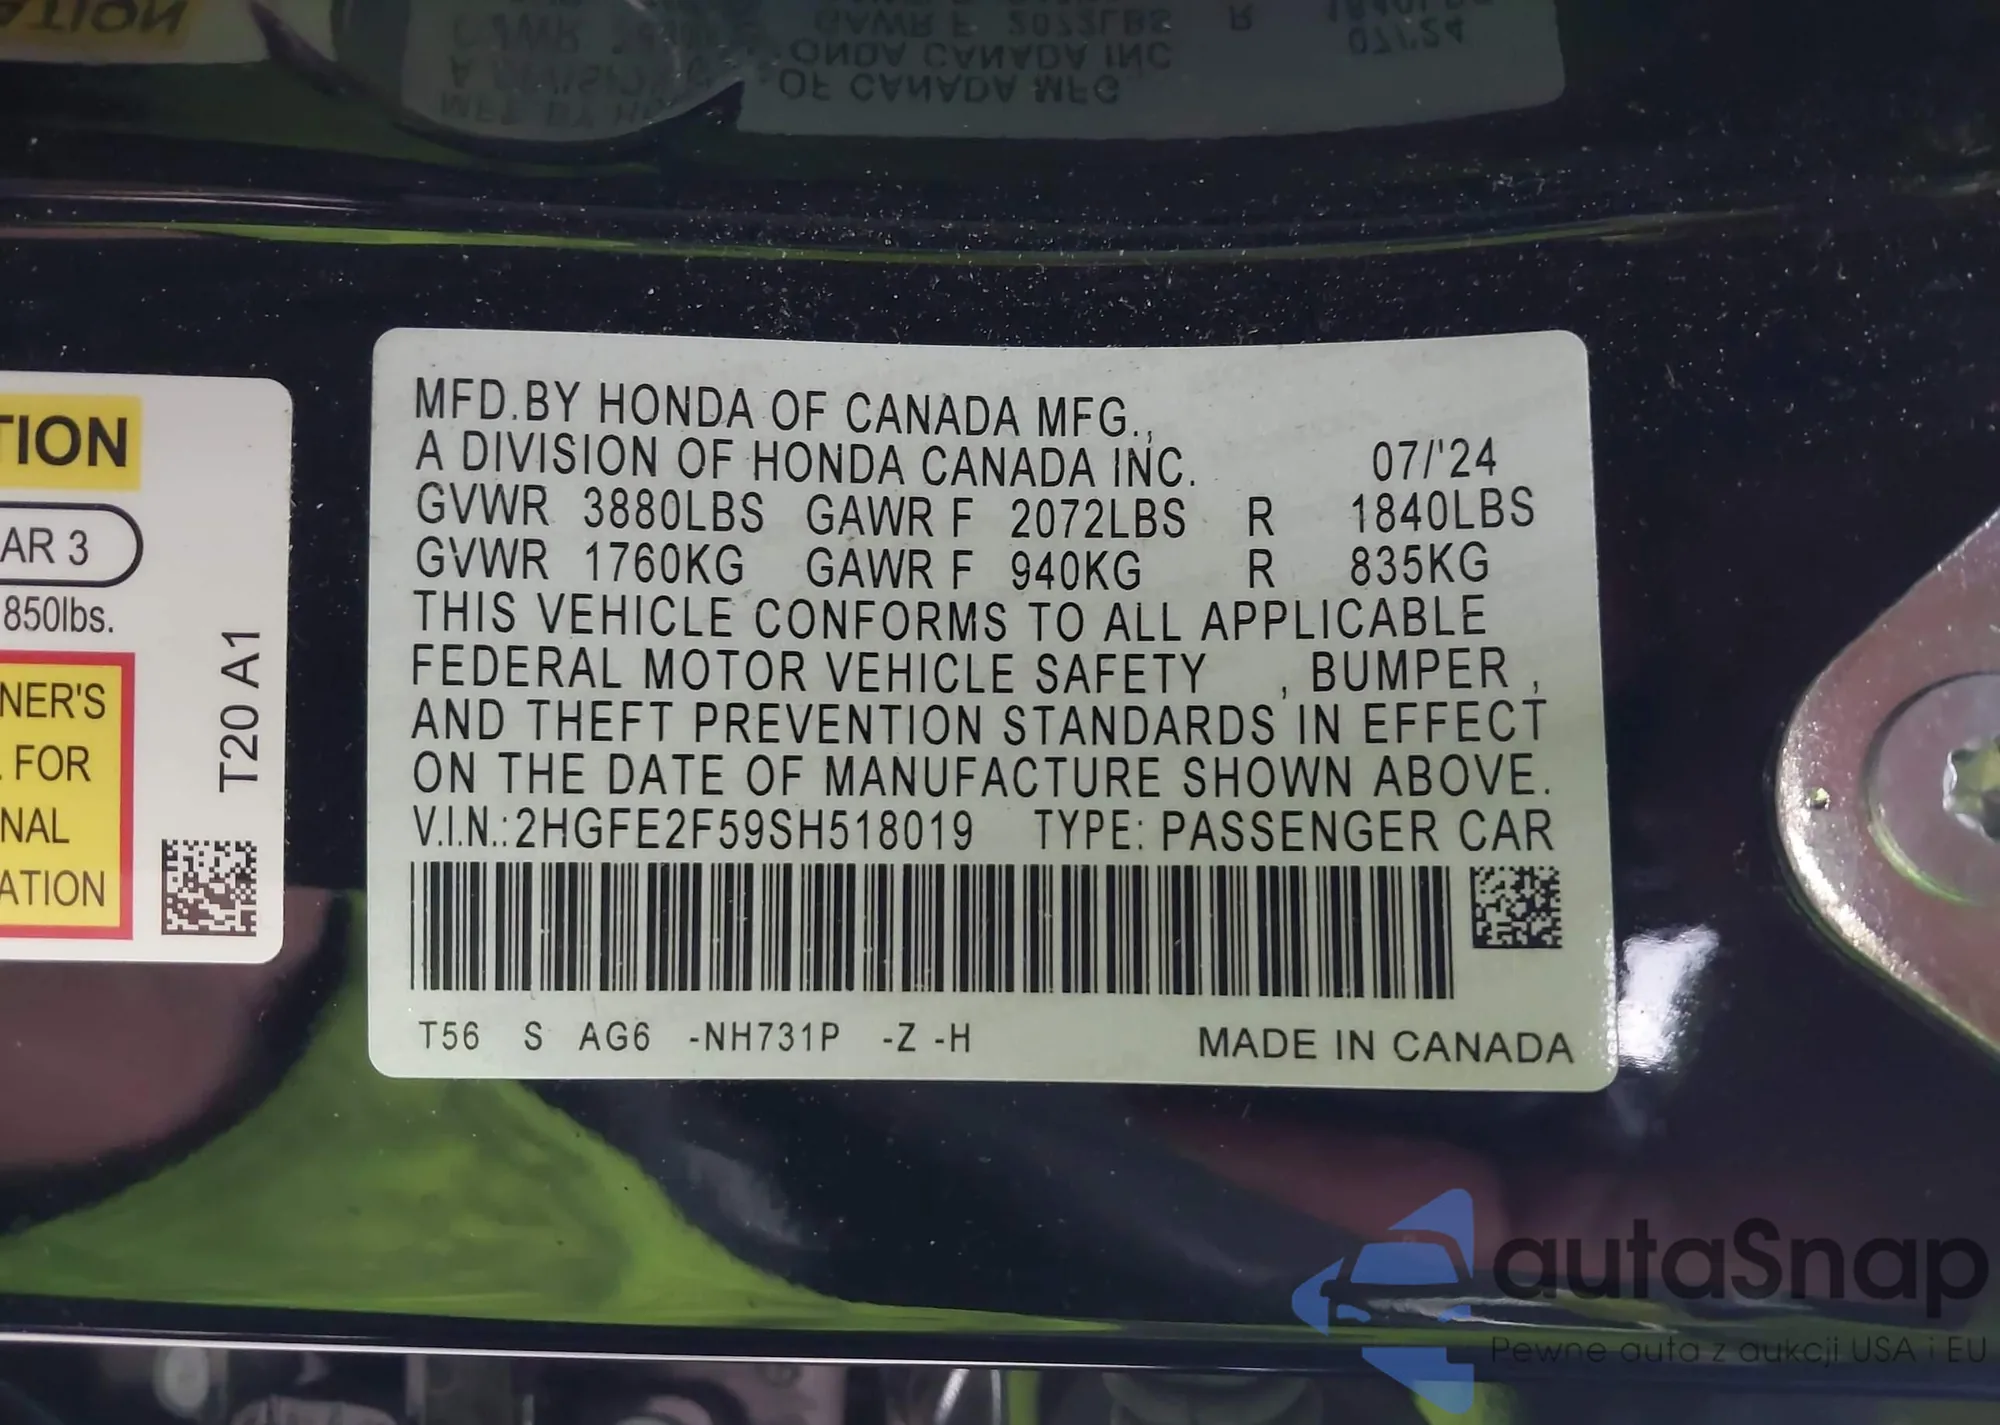 TION
AR 3
850lbs.
NER'S
FOR
NAL
ATION
T20 A1
MFD.BY HONDA OF CANADA MFG.,
A DIVISION OF HONDA CANADA INC. 07/'24
GVWR 3880LBS GAWR F 2072LBS R 1840LBS
GVWR 1760KG GAWR F 940KG R 835KG
THIS VEHICLE CONFORMS TO ALL APPLICABLE
FEDERAL MOTOR VEHICLE SAFETY , BUMPER ,
AND THEFT PREVENTION STANDARDS IN EFFECT
ON THE DATE OF MANUFACTURE SHOWN ABOVE.
V.I.N.:2HGFE2F59SH518019 TYPE: PASSENGER CAR
T56 S AG6 -NH731P -Z -H MADE IN CANADA
autaSnap
Pewne auta z aukcji USA i EU